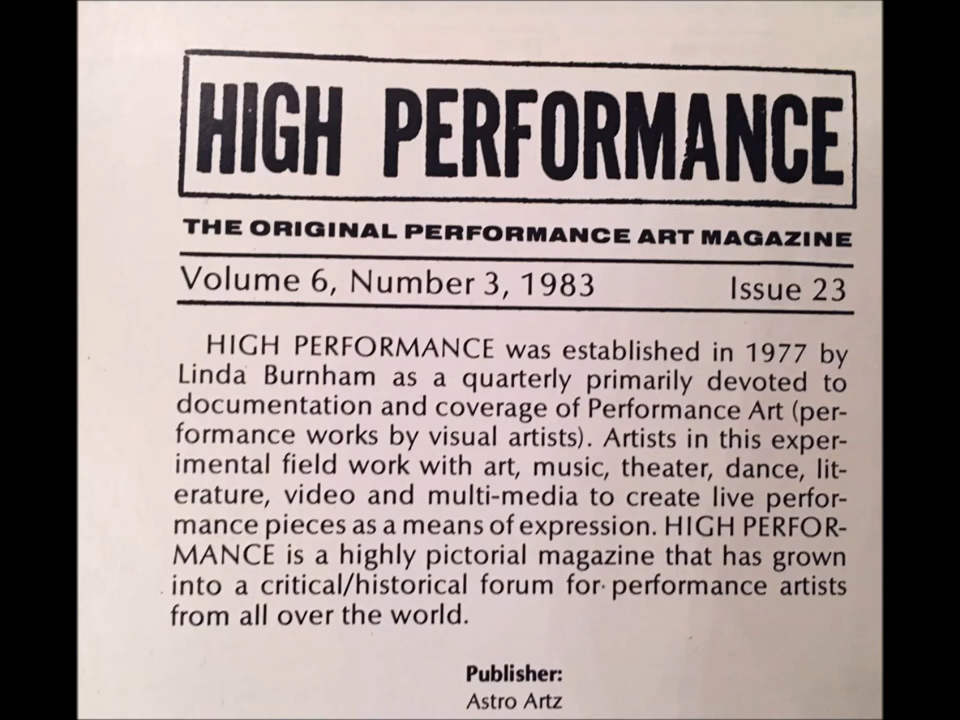 HIGH PERFORMANCE
THE ORIGINAL PERFORMANCE ART MAGAZINE
Volume 6, Number 3, 1983 Issue 23
HIGH PERFORMANCE was established in 1977 by
Linda Burnham as a quarterly primarily devoted to
documentation and coverage of Performance Art (per-
formance works by visual artists). Artists in this exper-
imental field work with art, music, theater, dance, lit-
erature, video and multi-media to create live perfor-
mance pieces as a means of expression. HIGH PERFOR-
MANCE is a highly pictorial magazine that has grown
into a critical/historical forum for performance artists
from all over the world.
Publisher:
Astro Artz